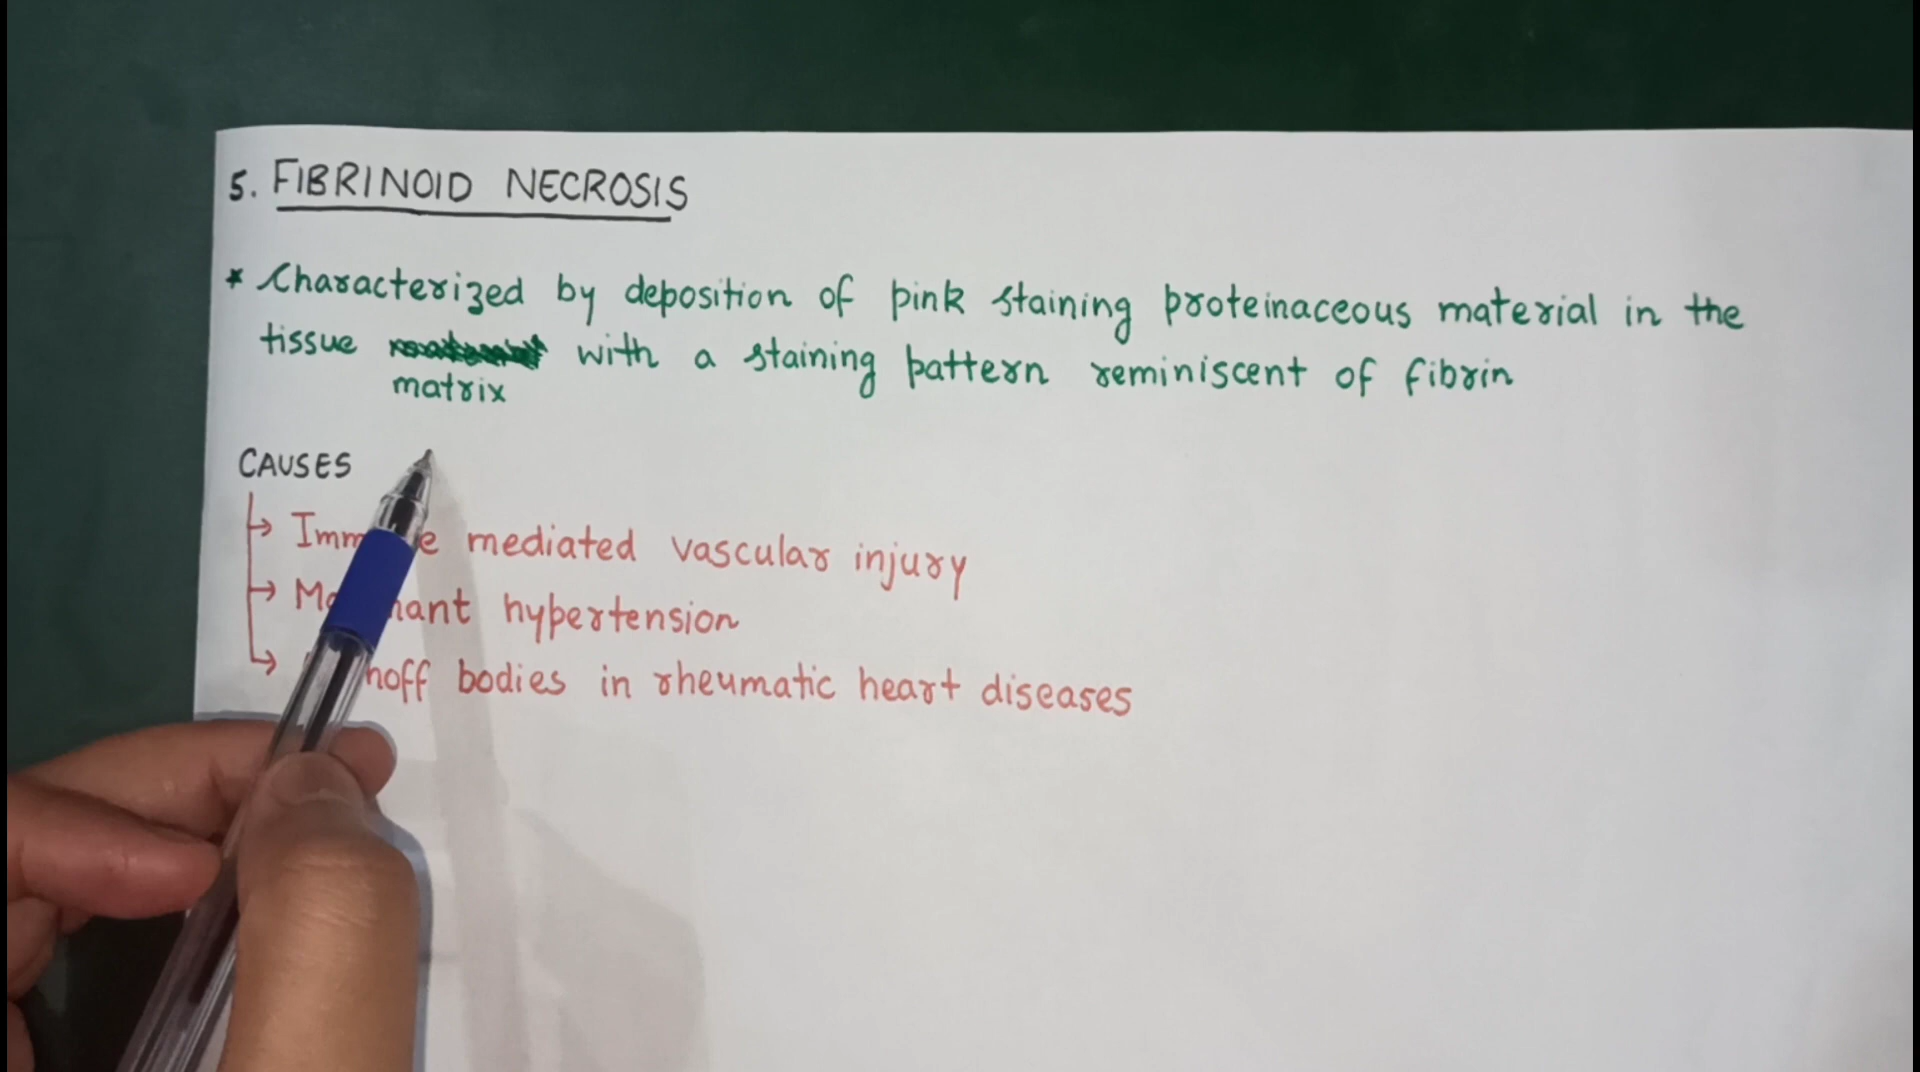 5. FIBRINOID NECROSIS
* Characterized by deposition of pink staining proteinaceous material in the
tissue with a staining pattern reminiscent of fibrin
matrix
CAUSES
mediated vascular injury
hypertension
bodies in rheumatic heart diseases